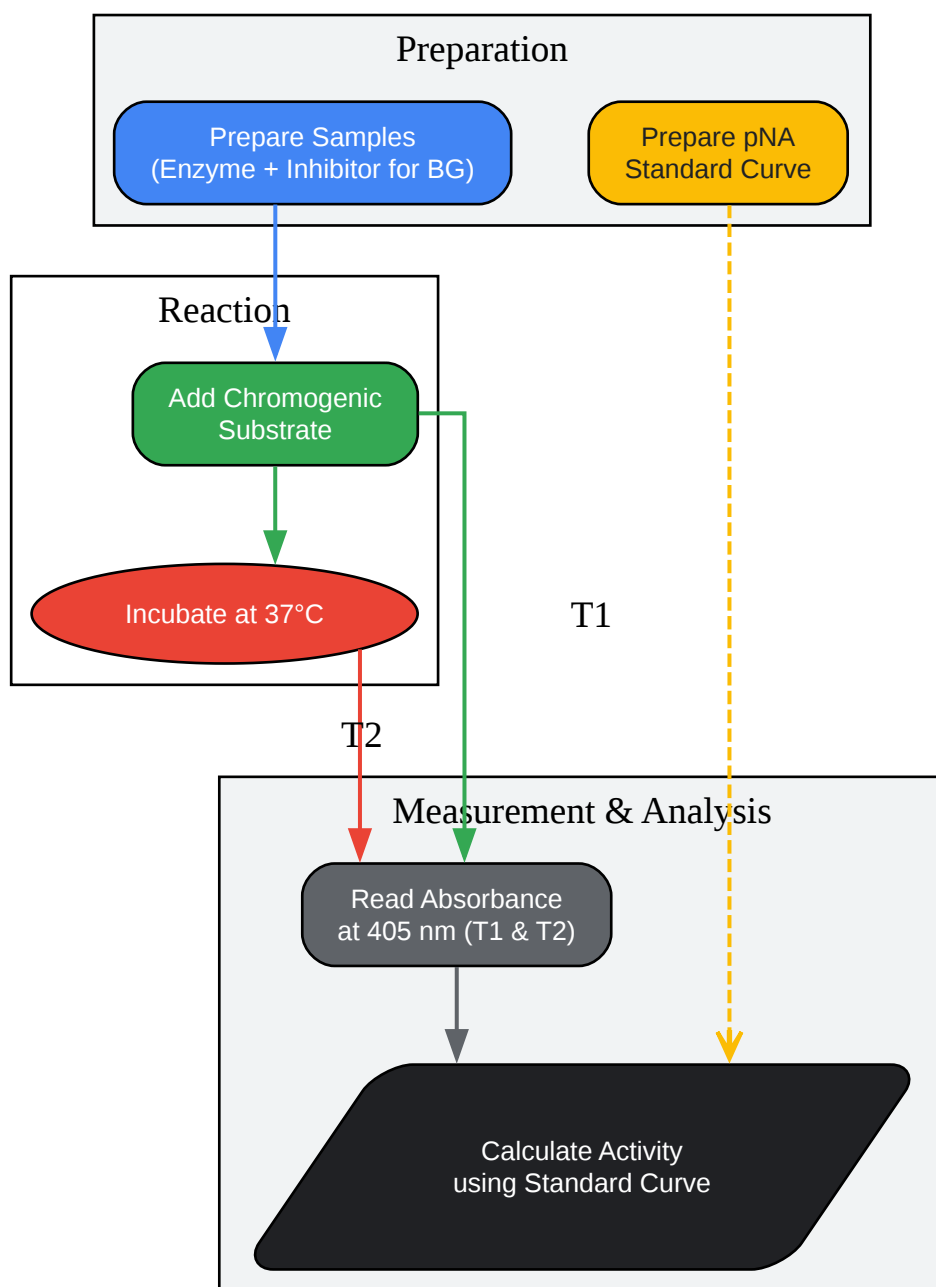 Preparation
Prepare Samples
(Enzyme + Inhibitor for BG)
Prepare pNA
Standard Curve
Reaction
Add Chromogenic
Substrate
Incubate at 37°C
T1
T2
Measurement & Analysis
Read Absorbance
at 405 nm (T1 & T2)
Calculate Activity
using Standard Curve